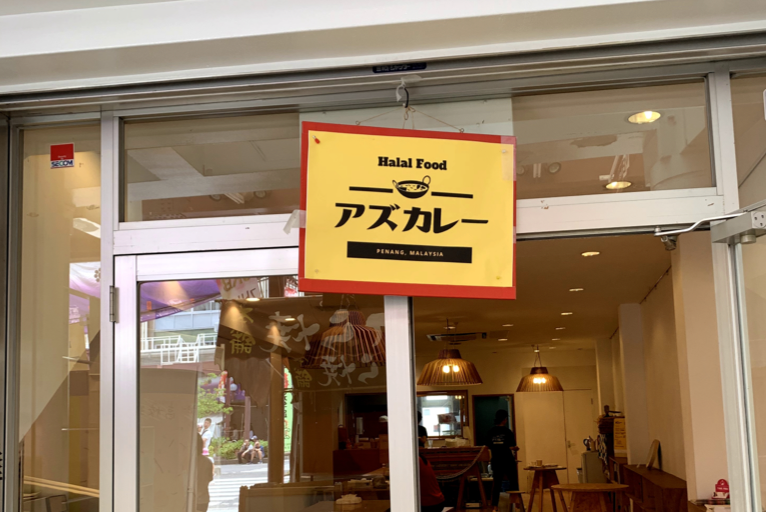 Halal Food
アズカレー
PENANG, MALAYSIA
SECOM